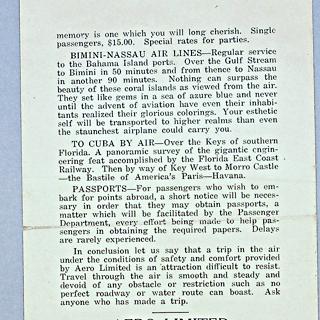 memory is one which you will long cherish. Single
passengers, $15.00. Special rates for parties.
BIMINI-NASSAU AIR LINES—Regular service
to the Bahama Island ports. Over the Gulf Stream
to Bimini in 50 minutes and from thence to Nassau
in another 90 minutes. Nothing can surpass the
beauty of these coral islands as viewed from the air.
They set like gems in a sea of azure blue and never
until the advent of aviation have even their inhabi-
tants realized their glorious colorings. Your esthetic
self will be transported to higher realms than even
the staunchest airplane could carry you.
TO CUBA BY AIR—Over the Keys of southern
Florida. A panoramic survey of the gigantic engin-
eering feat accomplished by the Florida East Coast
Railway. Then by way of Key West to Morro Castle
—the Bastile of America's Paris—Havana.
PASSPORTS—For passengers who wish to em-
bark for points abroad, a short notice will be neces-
sary in order that they may obtain passports, a
matter which will be facilitated by the Passenger
Department, every effort being made to help pas-
sengers in obtaining the required papers. Delays
are rarely experienced.
In conclusion let us say that a trip in the air
under the conditions of safety and comfort provided
by Aero Limited is an attraction difficult to resist.
Travel through the air is smooth and steady and
devoid of any obstacle or restriction such as no
perfect roadway or water route can boast. Ask
anyone who has made a trip.
AERO LIMITED